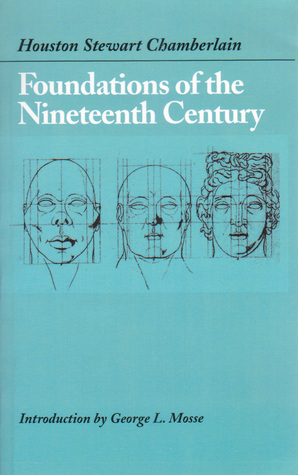 Houston Stewart Chamberlain
Foundations of the
Nineteenth Century
Introduction by George L. Mosse